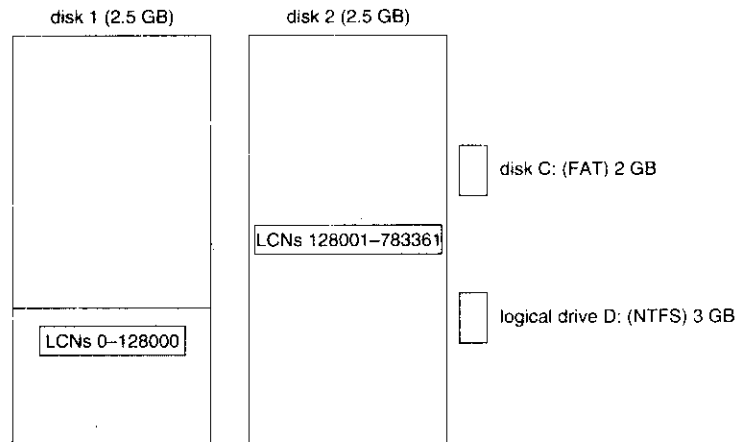 disk 1 (2.5 GB)
disk 2 (2.5 GB)
disk C: (FAT) 2 GB
LCNs 128001–783361
logical drive D: (NTFS) 3 GB
LCNs 0–128000